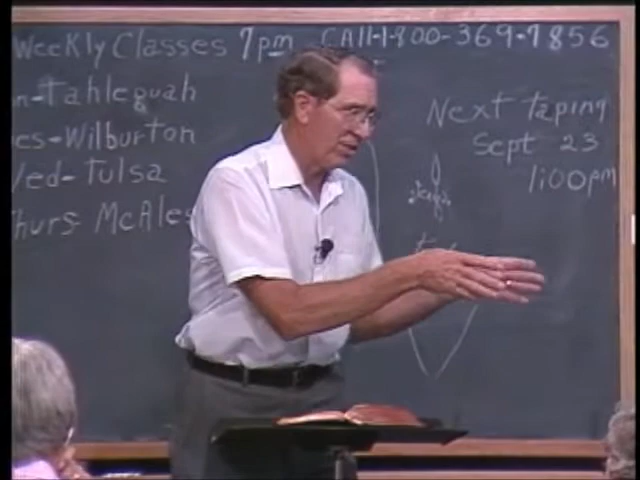 Weekly Classes 7pm CAll-1-800-369-7856
n-Tahlequah
es-Wilburton
Wed-Tulsa
Thurs McAles
Next taping
Sept 23
1:00pm